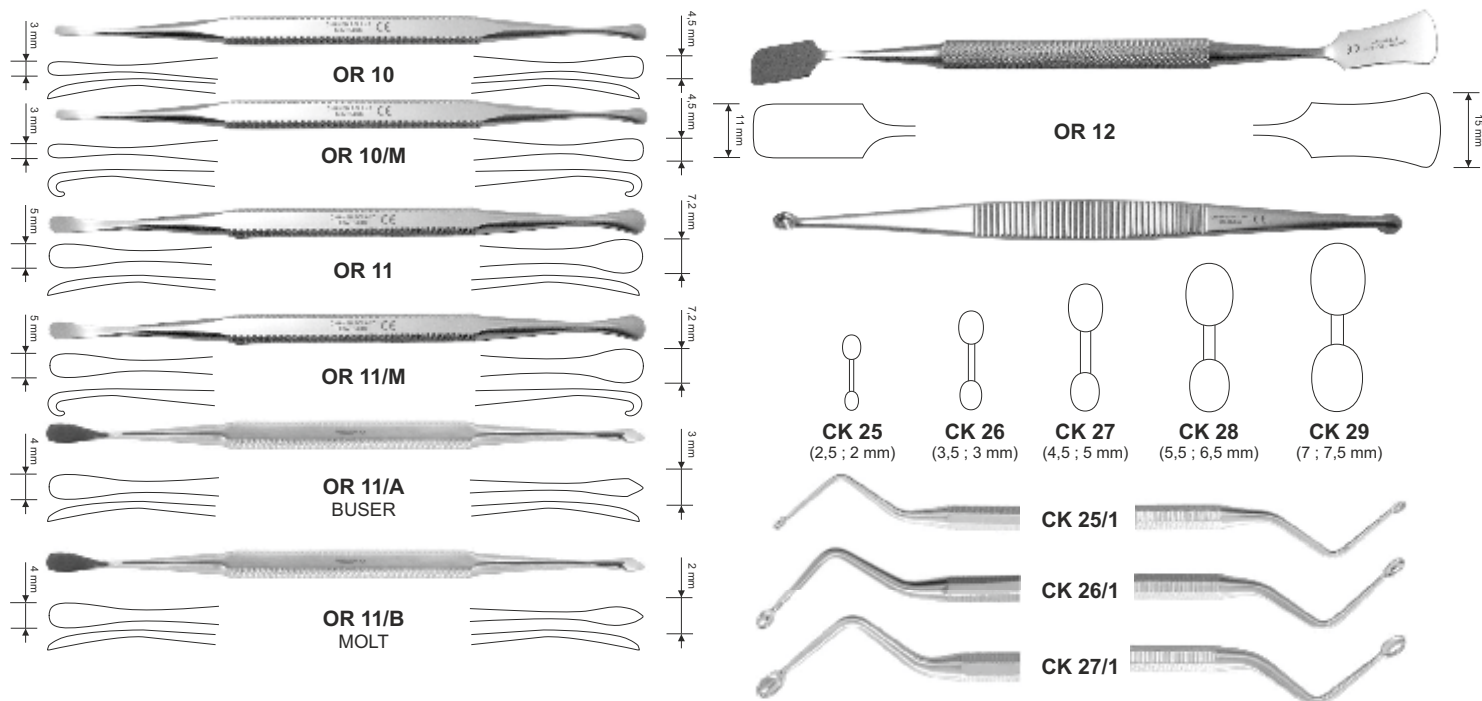 3 mm
4,5 mm
OR 10
3 mm
4,5 mm
OR 10/M
5 mm
7,2 mm
OR 11
5 mm
7,2 mm
OR 11/M
4 mm
3 mm
OR 11/A
BUSER
4 mm
2 mm
OR 11/B
MOLT
11 mm
OR 12
15 mm
CK 25
(2,5 ; 2 mm)
CK 26
(3,5 ; 3 mm)
CK 27
(4,5 ; 5 mm)
CK 28
(5,5 ; 6,5 mm)
CK 29
(7 ; 7,5 mm)
CK 25/1
CK 26/1
CK 27/1